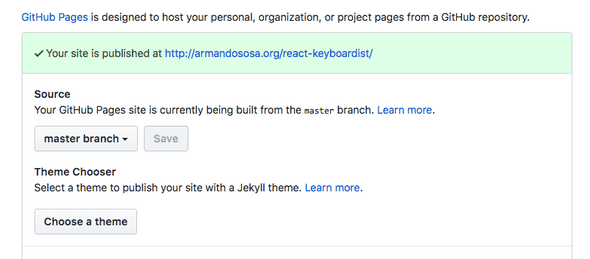 GitHub Pages is designed to host your personal, organization, or project pages from a GitHub repository.
Your site is published at http://armandososa.org/react-keyboardist/
Source
Your GitHub Pages site is currently being built from the master branch. Learn more.
master branch Save
Theme Chooser
Select a theme to publish your site with a Jekyll theme. Learn more.
Choose a theme